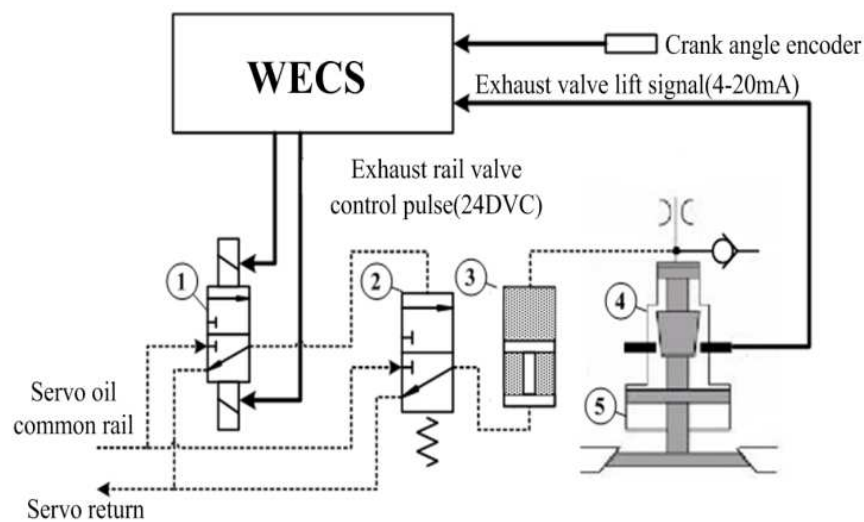 WECS
Crank angle encoder
Exhaust valve lift signal(4-20mA)
Exhaust rail valve
control pulse(24DVC)
1
2
3
4
5
Servo oil
common rail
Servo return